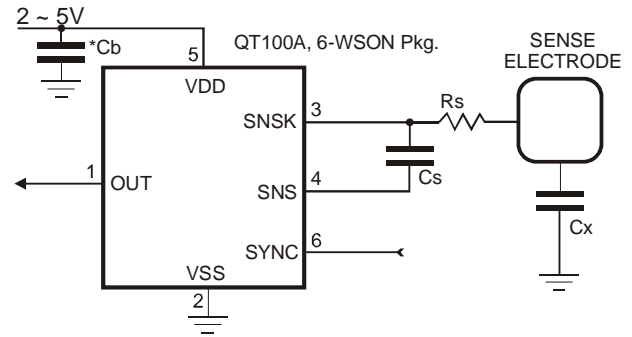 2 ~ 5V
*Cb
QT100A, 6-WSON Pkg.
SENSE
ELECTRODE
5
VDD
Rs
SNSK
3
1
OUT
Cs
SNS
4
Cx
SYNC
6
VSS
2